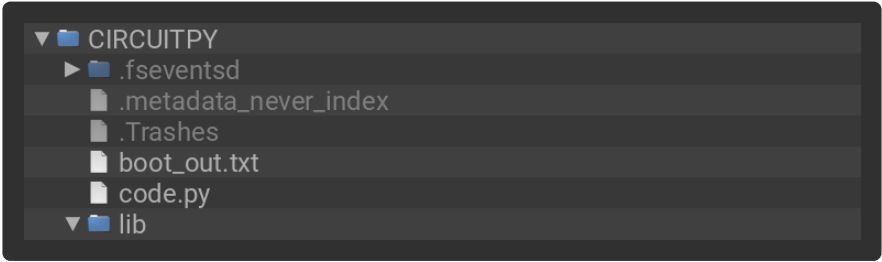 CIRCUITPY
.fseventsd
.metadata_never_index
.Trashes
boot_out.txt
code.py
lib